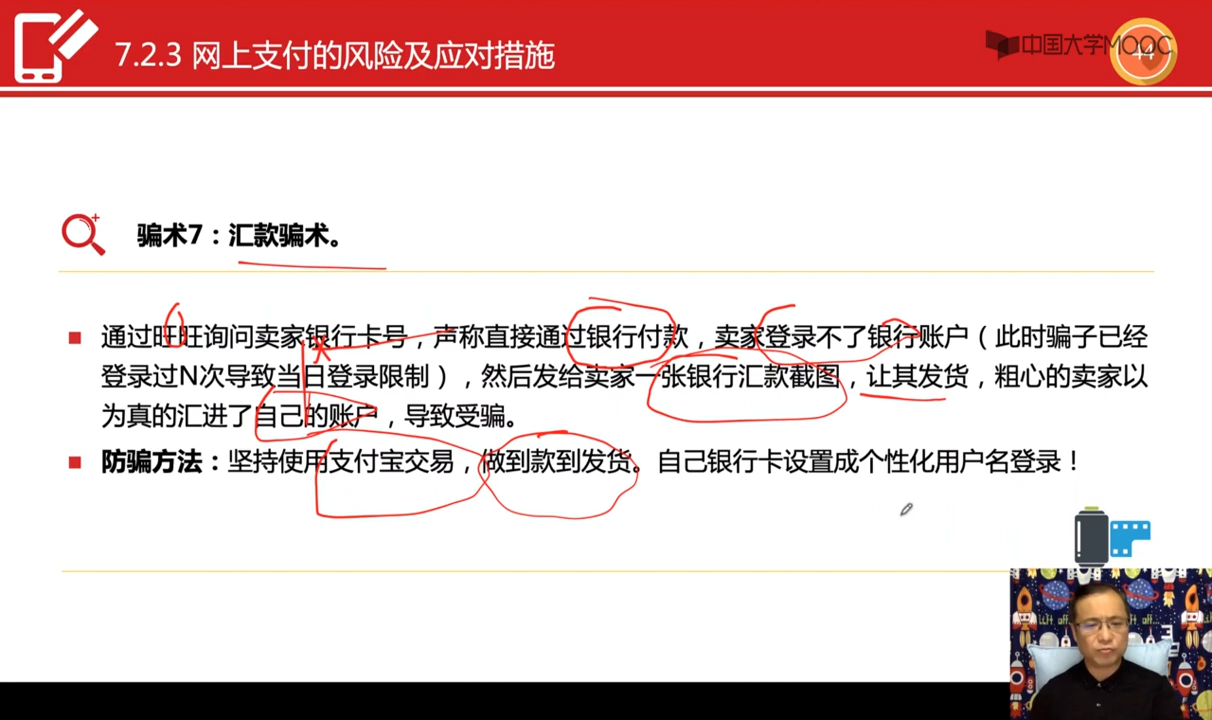 7.2.3 网上支付的风险及应对措施
中国大学MOOC
44
骗术7：汇款骗术。
通过旺旺询问卖家银行卡号，声称直接通过银行付款，卖家登录不了银行账户（此时骗子已经
登录过N次导致当日登录限制），然后发给卖家一张银行汇款截图，让其发货，粗心的卖家以
为真的汇进了自己的账户，导致受骗。
防骗方法：坚持使用支付宝交易，做到款到发货。自己银行卡设置成个性化用户名登录！